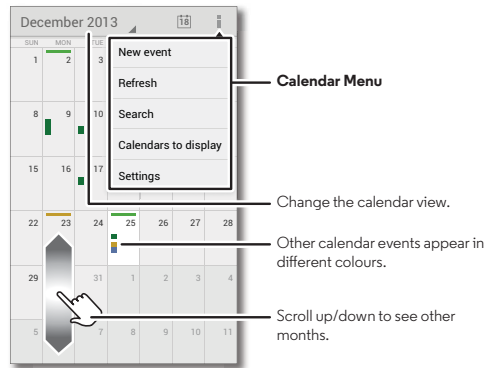 December 2013 18
SUN MON TUE
1 2 3
New event
Refresh
Search
Calendars to display
Settings
Calendar Menu
8 9 10
15 16 17
Change the calendar view.
22 23 24 25 26 27 28
Other calendar events appear in
different colours.
29 31 1 2 3 4
Scroll up/down to see other
months.
5 7 8 9 10 11